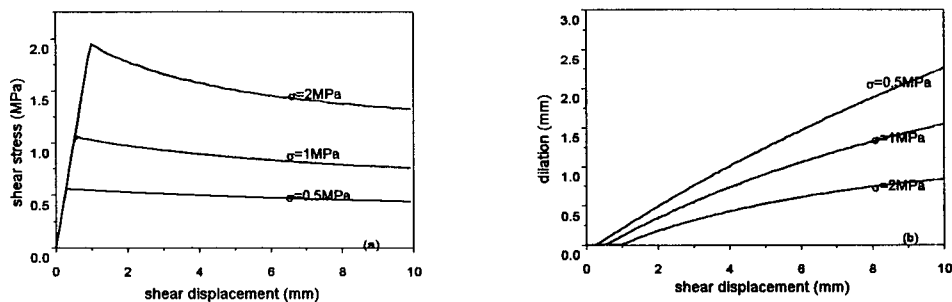 shear stress (MPa)
2.0
1.5
1.0
0.5
0.0
σ=2MPa
σ=1MPa
σ=0.5MPa
(a)
0 2 4 6 8 10
shear displacement (mm)
dilation (mm)
3.0
2.5
2.0
1.5
1.0
0.5
0.0
σ=0.5MPa
σ=1MPa
σ=2MPa
(b)
0 2 4 6 8 10
shear displacement (mm)